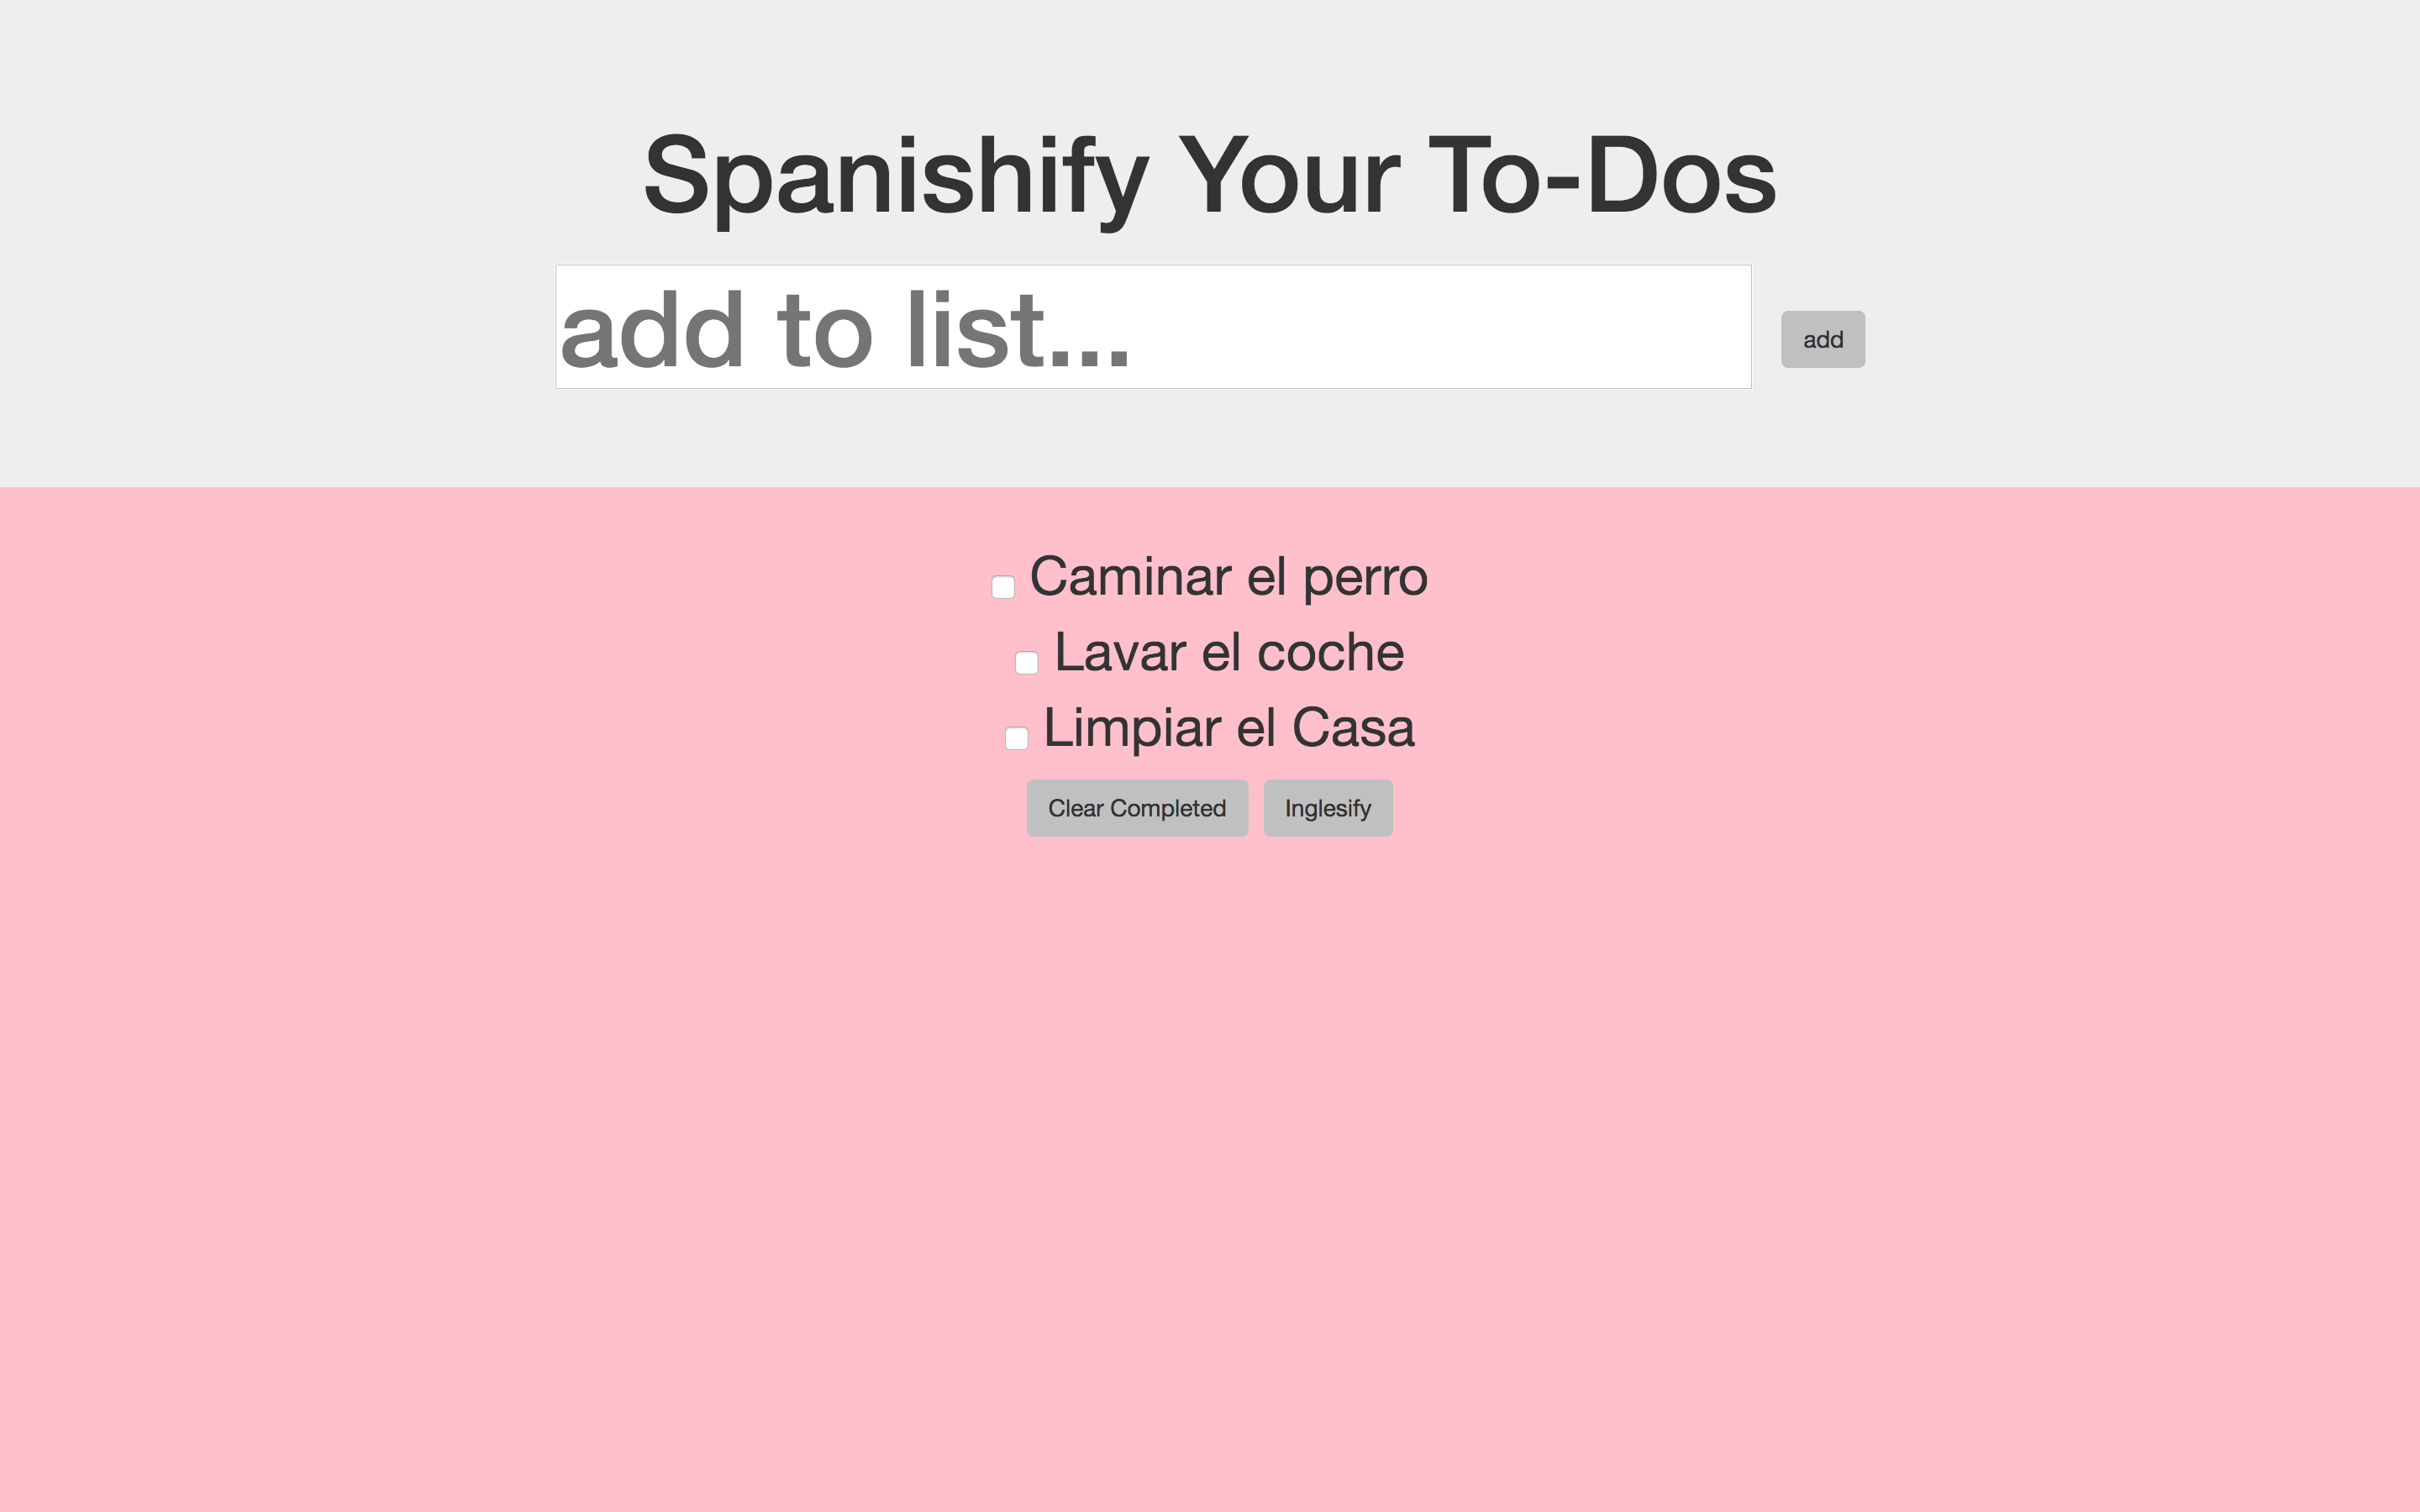 Spanishify Your To-Dos
add to list...
add
Caminar el perro
Lavar el coche
Limpiar el Casa
Clear Completed
Inglesify